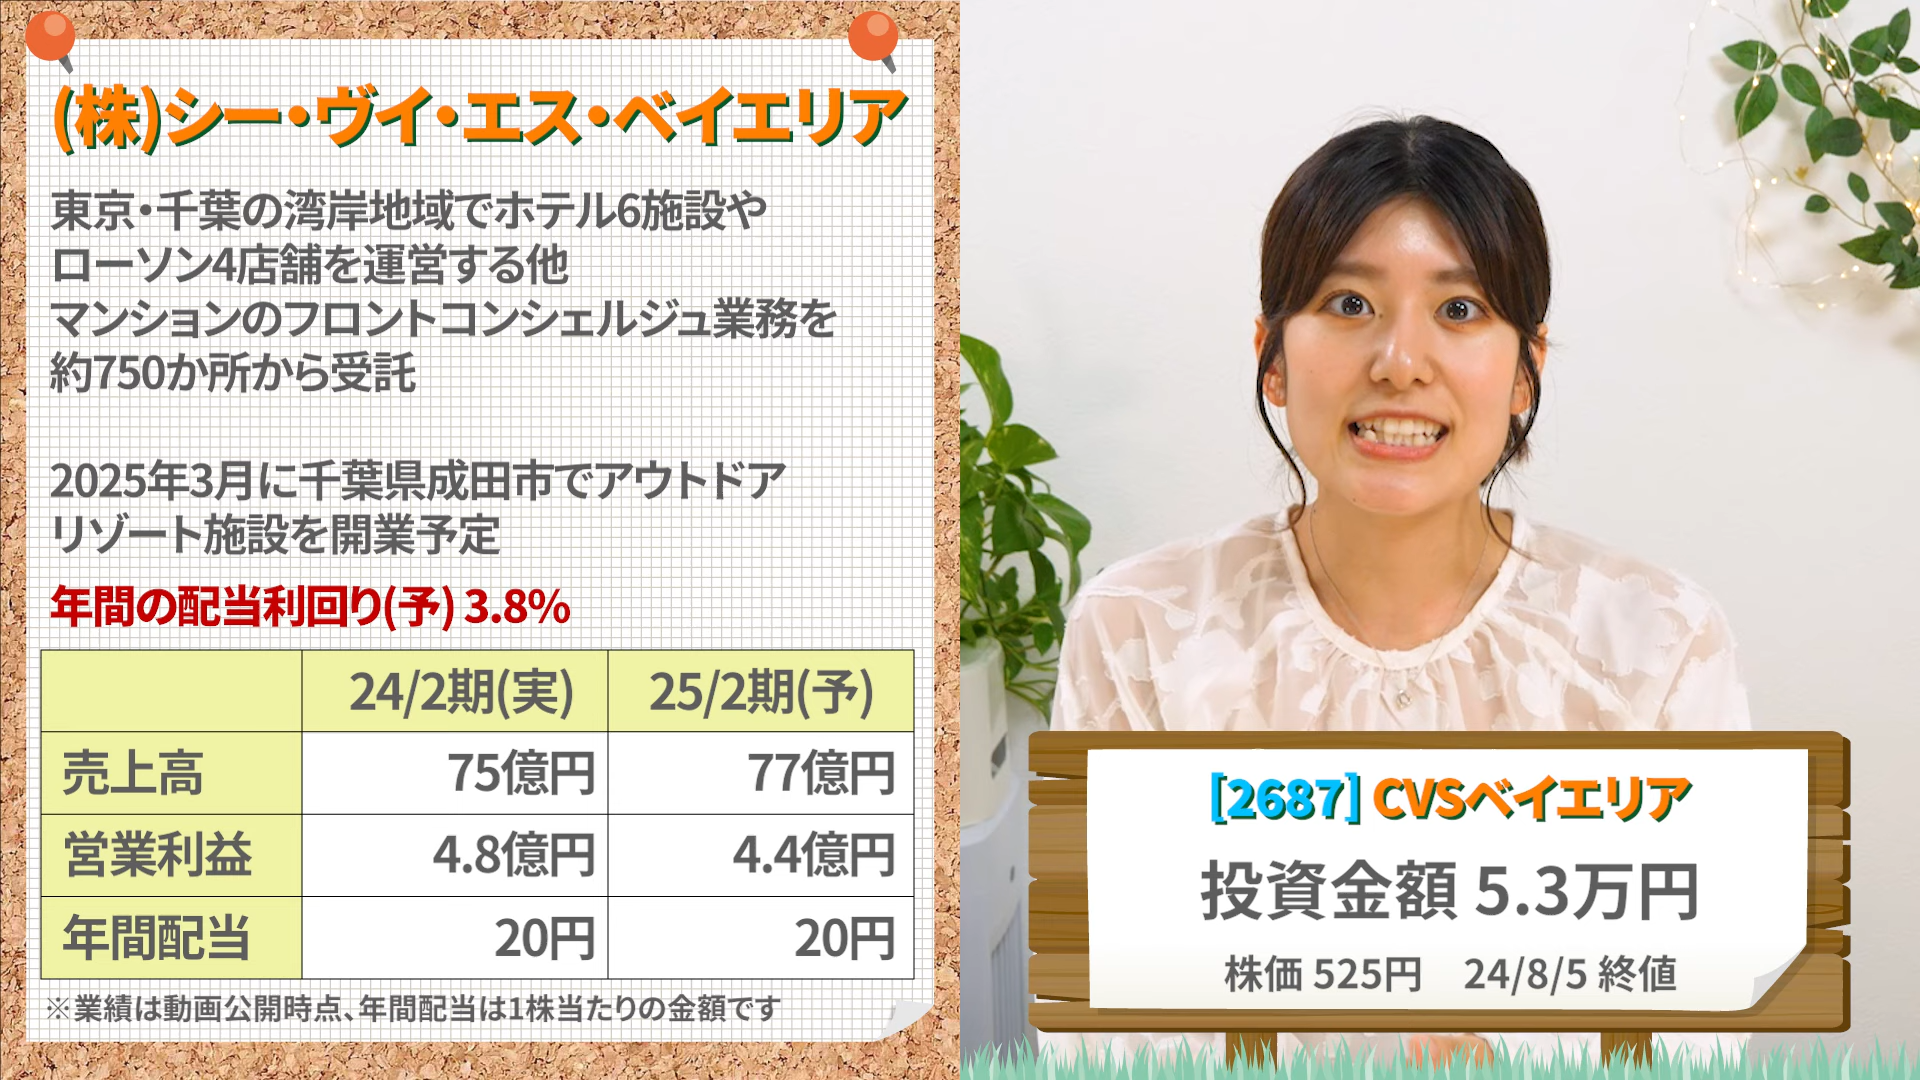 (株)シー・ヴイ・エス・ベイエリア
東京・千葉の湾岸地域でホテル6施設や
ローソン4店舗を運営する他
マンションのフロントコンシェルジュ業務を
約750か所から受託
2025年3月に千葉県成田市でアウトドア
リゾート施設を開業予定
年間の配当利回り(予) 3.8%
24/2期(実) 25/2期(予)
売上高 75億円 77億円
営業利益 4.8億円 4.4億円
年間配当 20円 20円
※業績は動画公開時点、年間配当は1株当たりの金額です
[2687] CVSベイエリア
投資金額 5.3万円
株価 525円 24/8/5 終値